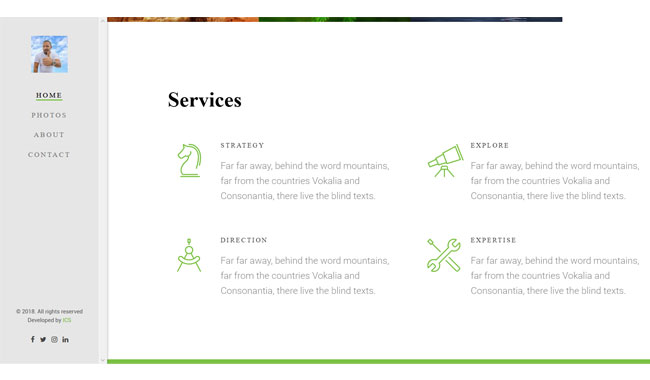 HOME
PHOTOS
ABOUT
CONTACT
© 2018. All rights reserved
Developed by ICS
Services
STRATEGY
Far far away, behind the word mountains,
far from the countries Vokalia and
Consonantia, there live the blind texts.
EXPLORE
Far far away, behind the word mountains,
far from the countries Vokalia and
Consonantia, there live the blind texts.
DIRECTION
Far far away, behind the word mountains,
far from the countries Vokalia and
Consonantia, there live the blind texts.
EXPERTISE
Far far away, behind the word mountains,
far from the countries Vokalia and
Consonantia, there live the blind texts.